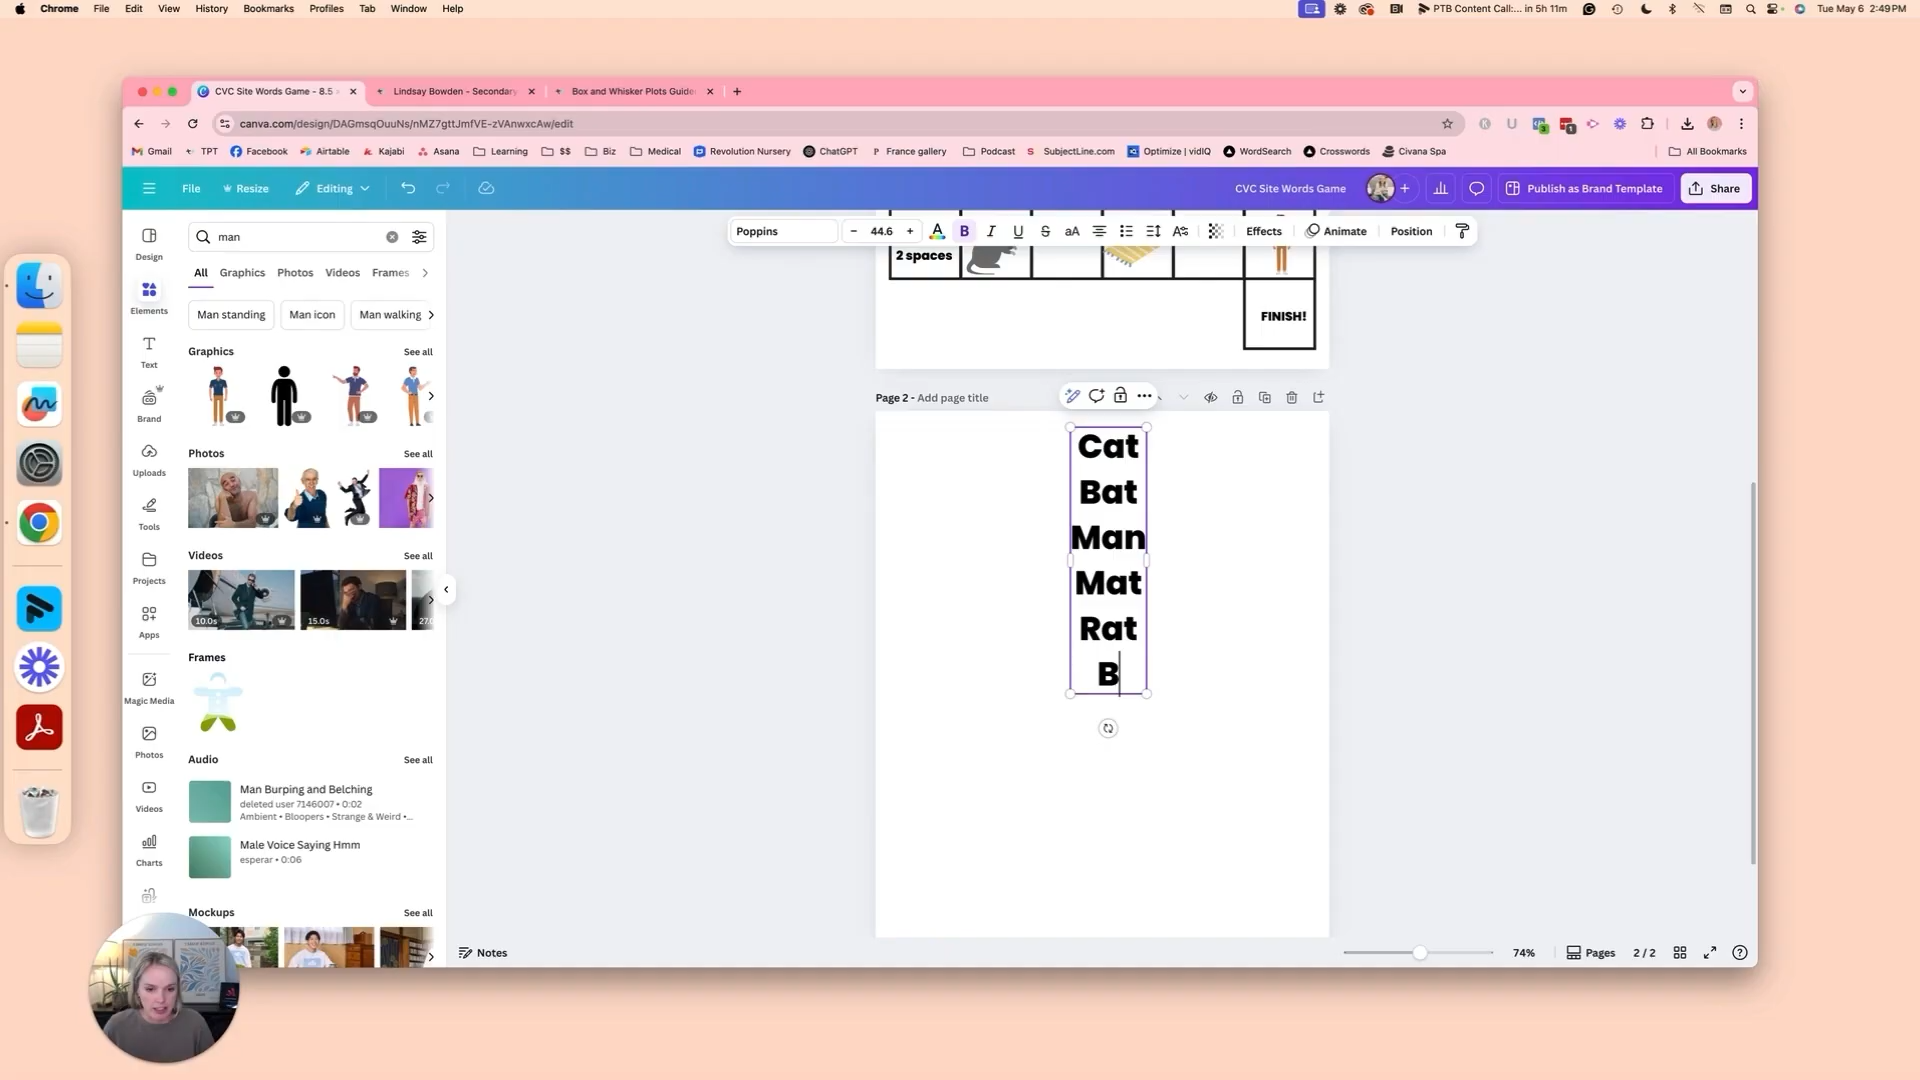 Chrome File Edit View History Bookmarks Profiles Tab Window Help
PTB Content Call:... in 5h 11m
Tue May 6 2:49PM
CVC Site Words Game - 8.5
Lindsay Bowden - Secondary
Box and Whisker Plots Guide
canva.com/design/DAGmsqOuuNs/nMZ7gttJmfVE-zVAnwxcAw/edit
Gmail TPT Facebook Airtable Kajabi Asana Learning $$ Biz Medical Revolution Nursery ChatGPT France gallery Podcast SubjectLine.com Optimize | vidIQ WordSearch Crosswords Civana Spa All Bookmarks
File Resize Editing CVC Site Words Game Publish as Brand Template Share
Poppins – 44.6 + A B I U S aA Effects Animate Position
Design
Elements
Text
Brand
Uploads
Tools
Projects
Apps
Magic Media
Photos
Videos
Charts
man
All Graphics Photos Videos Frames
Man standing Man icon Man walking
Graphics See all
Photos See all
Videos See all
10.0s 15.0s 27.0
Frames
Audio See all
Man Burping and Belching
deleted user 7146007 • 0:02
Ambient • Bloopers • Strange & Weird •...
Male Voice Saying Hmm
esperar • 0:06
Mockups See all
2 spaces
FINISH!
Page 2 - Add page title
Cat
Bat
Man
Mat
Rat
B
Notes
74% Pages 2 / 2